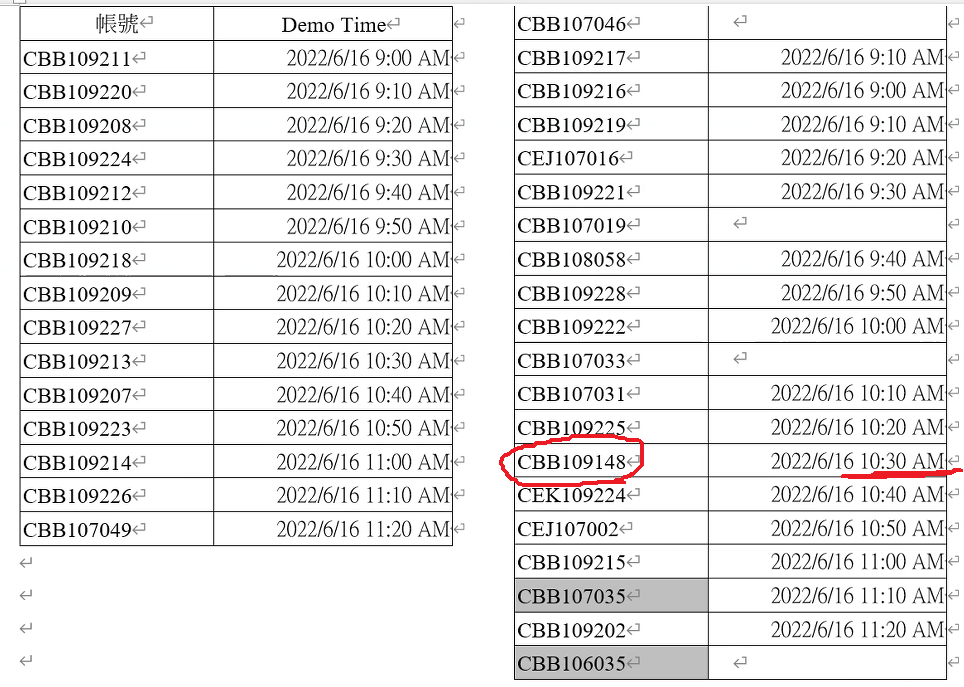 帳號 Demo Time
CBB109211 2022/6/16 9:00 AM
CBB109220 2022/6/16 9:10 AM
CBB109208 2022/6/16 9:20 AM
CBB109224 2022/6/16 9:30 AM
CBB109212 2022/6/16 9:40 AM
CBB109210 2022/6/16 9:50 AM
CBB109218 2022/6/16 10:00 AM
CBB109209 2022/6/16 10:10 AM
CBB109227 2022/6/16 10:20 AM
CBB109213 2022/6/16 10:30 AM
CBB109207 2022/6/16 10:40 AM
CBB109223 2022/6/16 10:50 AM
CBB109214 2022/6/16 11:00 AM
CBB109226 2022/6/16 11:10 AM
CBB107049 2022/6/16 11:20 AM
CBB107046
CBB109217 2022/6/16 9:10 AM
CBB109216 2022/6/16 9:00 AM
CBB109219 2022/6/16 9:10 AM
CEJ107016 2022/6/16 9:20 AM
CBB109221 2022/6/16 9:30 AM
CBB107019
CBB108058 2022/6/16 9:40 AM
CBB109228 2022/6/16 9:50 AM
CBB109222 2022/6/16 10:00 AM
CBB107033
CBB107031 2022/6/16 10:10 AM
CBB109225 2022/6/16 10:20 AM
CBB109148 2022/6/16 10:30 AM
CEK109224 2022/6/16 10:40 AM
CEJ107002 2022/6/16 10:50 AM
CBB109215 2022/6/16 11:00 AM
CBB107035 2022/6/16 11:10 AM
CBB109202 2022/6/16 11:20 AM
CBB106035